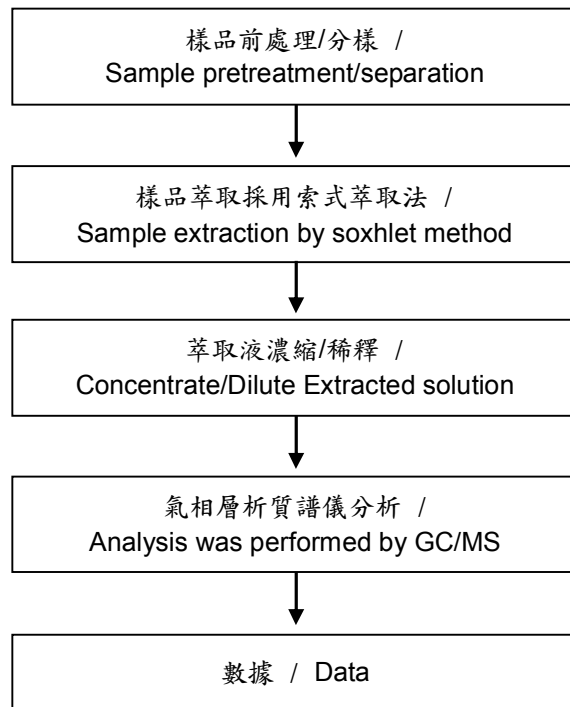 樣品前處理/分樣 /
Sample pretreatment/separation
樣品萃取採用索式萃取法 /
Sample extraction by soxhlet method
萃取液濃縮/稀釋 /
Concentrate/Dilute Extracted solution
氣相層析質譜儀分析 /
Analysis was performed by GC/MS
數據 / Data